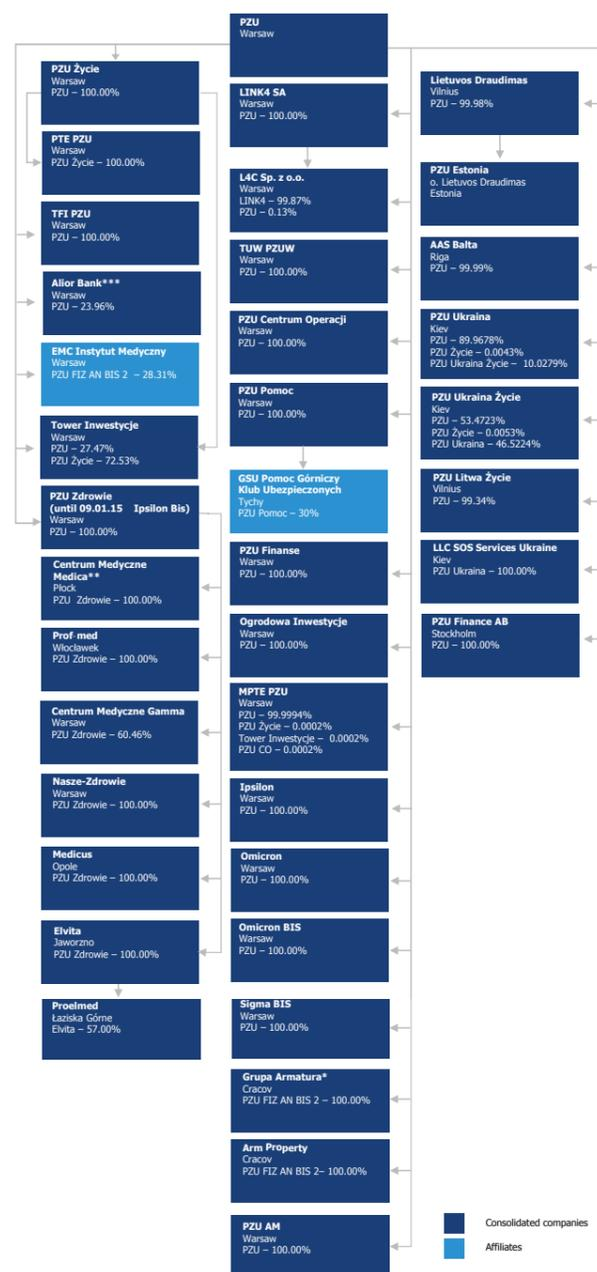 PZU
Warsaw
PZU Życie
Warsaw
PZU – 100.00%
PTE PZU
Warsaw
PZU Życie – 100.00%
TFI PZU
Warsaw
PZU – 100.00%
Alior Bank***
Warsaw
PZU – 23.96%
EMC Instytut Medyczny
Warsaw
PZU FIZ AN BIS 2 – 28.31%
Tower Inwestycje
Warsaw
PZU – 27.47%
PZU Życie – 72.53%
PZU Zdrowie
(until 09.01.15 Ipsilon Bis)
Warsaw
PZU – 100.00%
Centrum Medyczne
Medica**
Płock
PZU Zdrowie – 100.00%
Prof-med
Włocławek
PZU Zdrowie – 100.00%
Centrum Medyczne Gamma
Warsaw
PZU Zdrowie – 60.46%
Nasze-Zdrowie
Warsaw
PZU Zdrowie – 100.00%
Medicus
Opole
PZU Zdrowie – 100.00%
Elvita
Jaworzno
PZU Zdrowie – 100.00%
Proelmed
Łaziska Górne
Elvita – 57.00%
LINK4 SA
Warsaw
PZU – 100.00%
L4C Sp. z o.o.
Warsaw
LINK4 – 99.87%
PZU – 0.13%
TUW PZUW
Warsaw
PZU – 100.00%
PZU Centrum Operacji
Warsaw
PZU – 100.00%
PZU Pomoc
Warsaw
PZU – 100.00%
GSU Pomoc Górniczy
Klub Ubezpieczonych
Tychy
PZU Pomoc – 30%
PZU Finanse
Warsaw
PZU – 100.00%
Ogrodowa Inwestycje
Warsaw
PZU – 100.00%
MPTE PZU
Warsaw
PZU – 99.9994%
PZU Życie – 0.0002%
Tower Inwestycje – 0.0002%
PZU CO – 0.0002%
Ipsilon
Warsaw
PZU – 100.00%
Omicron
Warsaw
PZU – 100.00%
Omicron BIS
Warsaw
PZU – 100.00%
Sigma BIS
Warsaw
PZU – 100.00%
Grupa Armatura*
Cracov
PZU FIZ AN BIS 2 – 100.00%
Arm Property
Cracov
PZU FIZ AN BIS 2– 100.00%
PZU AM
Warsaw
PZU – 100.00%
Lietuvos Draudimas
Vilnius
PZU – 99.98%
PZU Estonia
o. Lietuvos Draudimas
Estonia
AAS Balta
Riga
PZU – 99.99%
PZU Ukraina
Kiev
PZU – 89.9678%
PZU Życie – 0.0043%
PZU Ukraina Życie – 10.0279%
PZU Ukraina Życie
Kiev
PZU – 53.4723%
PZU Życie – 0.0053%
PZU Ukraina – 46.5224%
PZU Litwa Życie
Vilnius
PZU – 99.34%
LLC SOS Services Ukraine
Kiev
PZU Ukraina – 100.00%
PZU Finance AB
Stockholm
PZU – 100.00%
Consolidated companies
Affiliates